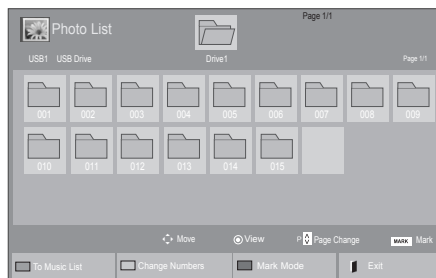 Page 1/1
Photo List
USB1 USB Drive Drive1 Page 1/1
001 002 003 004 005 006 007 008 009
010 011 012 013 014 015
Move View P Page Change MARK Mark
To Music List Change Numbers Mark Mode Exit